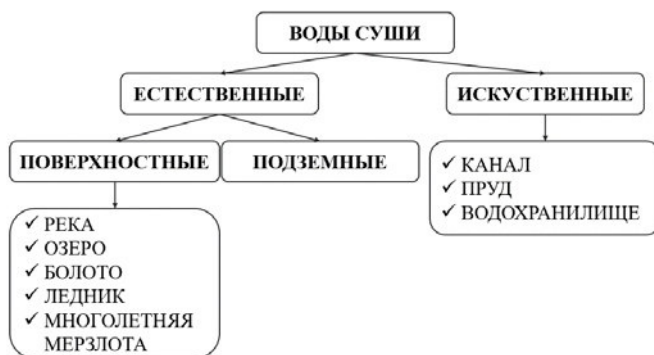 ВОДЫ СУШИ
ЕСТЕСТВЕННЫЕ
ИСКУСТВЕННЫЕ
ПОВЕРХНОСТНЫЕ
ПОДЗЕМНЫЕ
✓ КАНАЛ
✓ ПРУД
✓ ВОДОХРАНИЛИЩЕ
✓ РЕКА
✓ ОЗЕРО
✓ БОЛОТО
✓ ЛЕДНИК
✓ МНОГОЛЕТНЯЯ
МЕРЗЛОТА